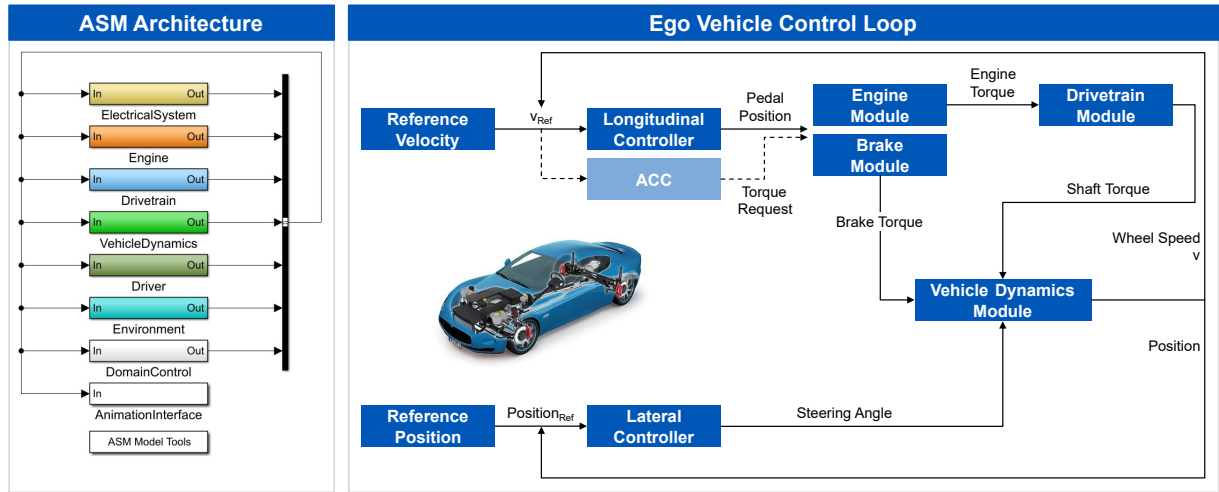 ASM Architecture
In Out
ElectricalSystem
In Out
Engine
In Out
Drivetrain
In Out
VehicleDynamics
In Out
Driver
In Out
Environment
In Out
DomainControl
In
AnimationInterface
ASM Model Tools
Ego Vehicle Control Loop
Reference
Velocity
vRef
Longitudinal
Controller
ACC
Pedal
Position
Torque
Request
Engine
Module
Brake
Module
Engine
Torque
Drivetrain
Module
Shaft Torque
Brake Torque
Wheel Speed
v
Vehicle Dynamics
Module
Position
Reference
Position
PositionRef
Lateral
Controller
Steering Angle